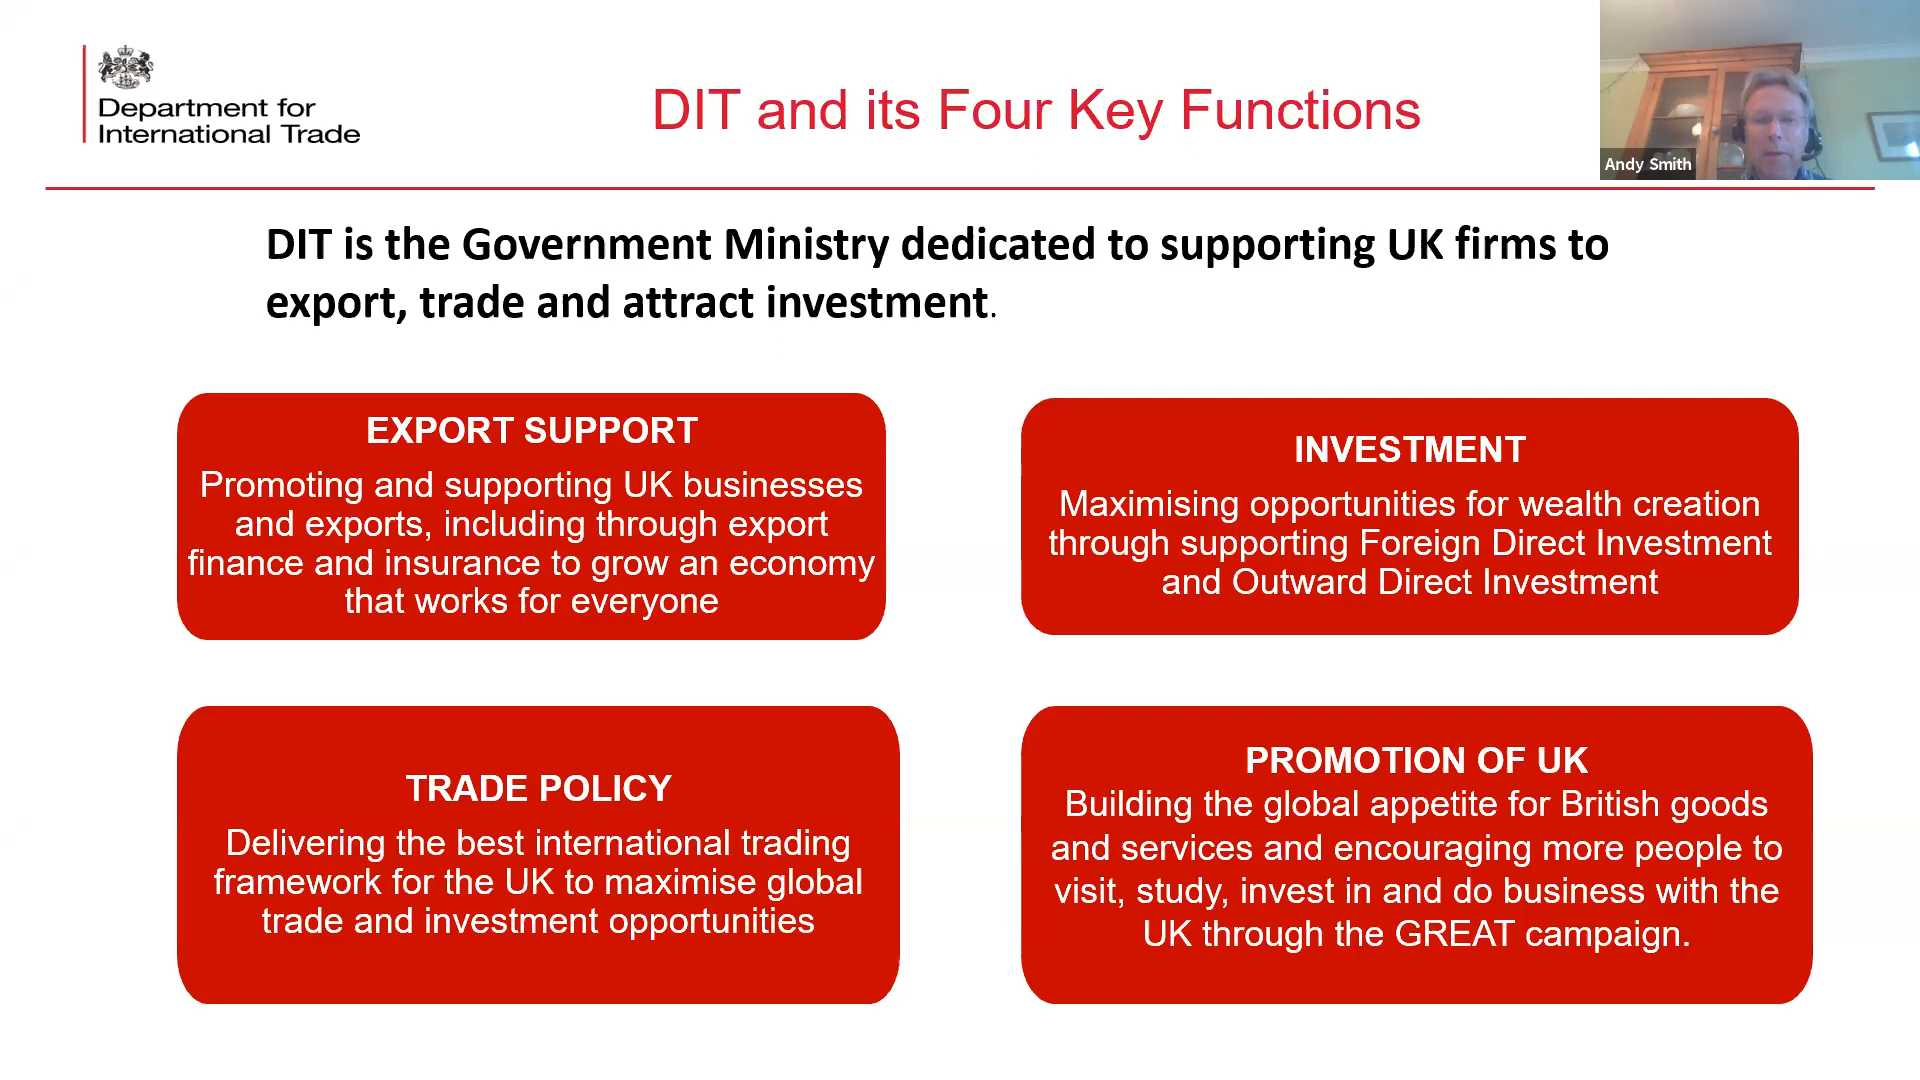 Department for
International Trade
DIT and its Four Key Functions
Andy Smith
DIT is the Government Ministry dedicated to supporting UK firms to
export, trade and attract investment.
EXPORT SUPPORT
Promoting and supporting UK businesses
and exports, including through export
finance and insurance to grow an economy
that works for everyone
INVESTMENT
Maximising opportunities for wealth creation
through supporting Foreign Direct Investment
and Outward Direct Investment
TRADE POLICY
Delivering the best international trading
framework for the UK to maximise global
trade and investment opportunities
PROMOTION OF UK
Building the global appetite for British goods
and services and encouraging more people to
visit, study, invest in and do business with the
UK through the GREAT campaign.